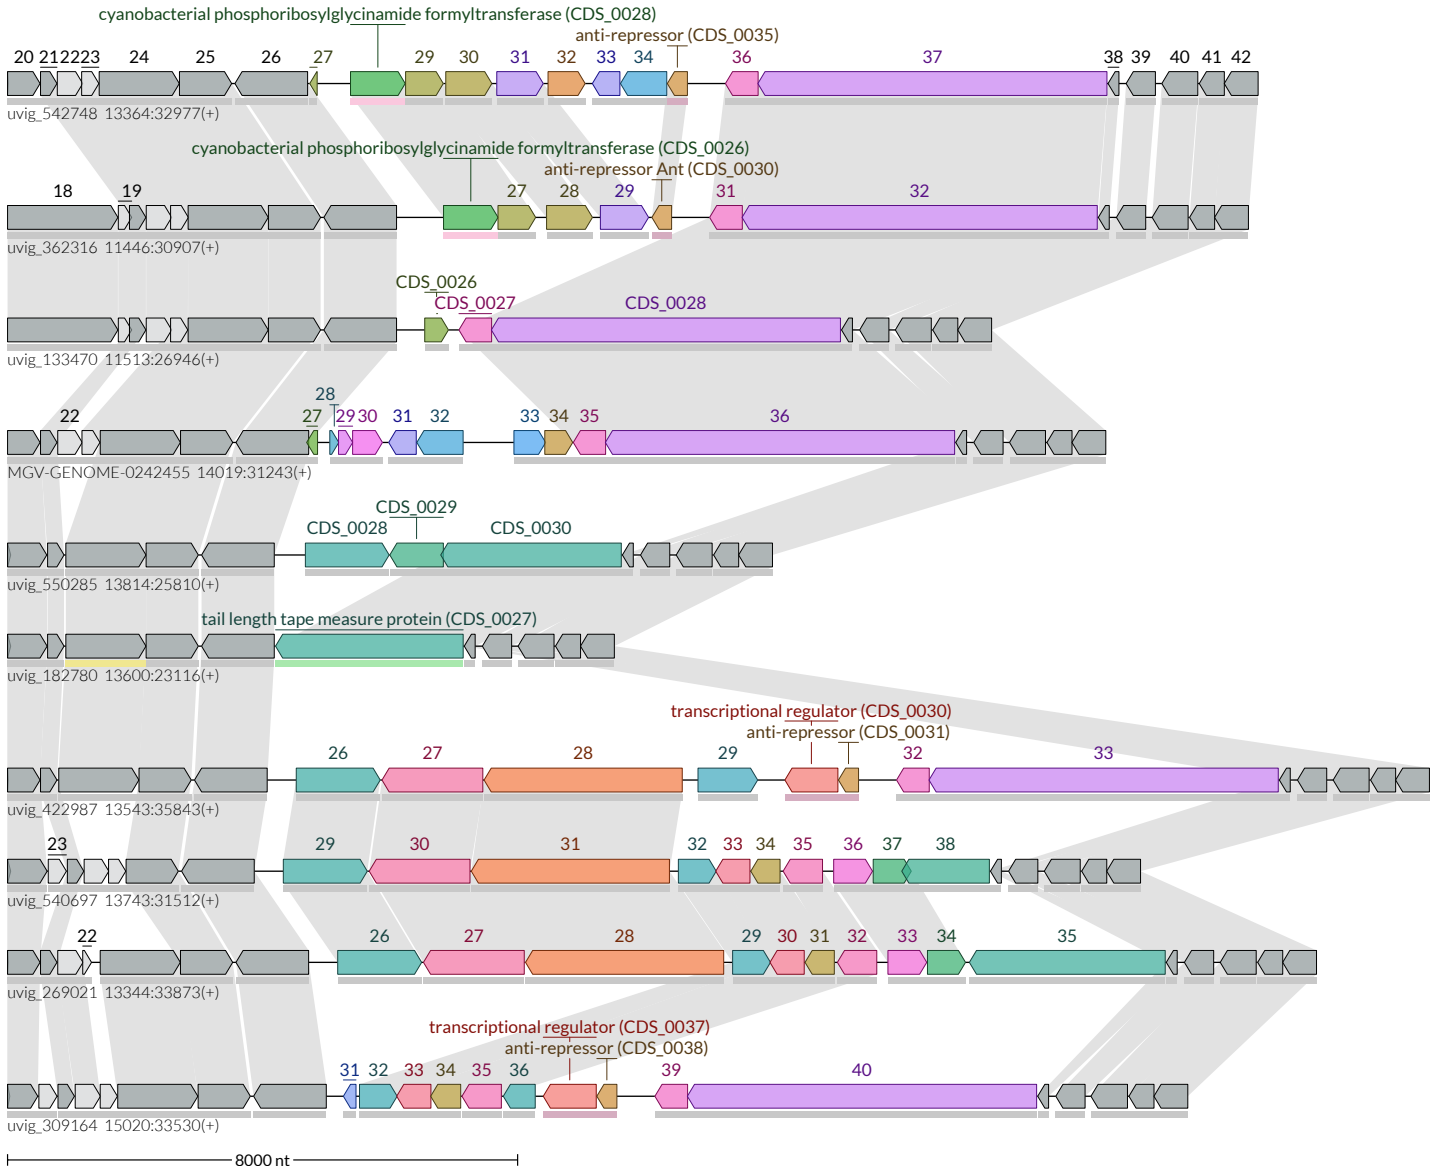 cyanobacterial phosphoribosylglycinamide formyltransferase (CDS_0028)
anti-repressor (CDS_0035)
20 21 22 23 24 25 26 27 29 30 31 32 33 34 36 37 38 39 40 41 42
uvig_542748 13364:32977(+)
cyanobacterial phosphoribosylglycinamide formyltransferase (CDS_0026)
anti-repressor Ant (CDS_0030)
18 19 27 28 29 31 32
uvig_362316 11446:30907(+)
CDS_0026
CDS_0027 CDS_0028
uvig_133470 11513:26946(+)
28
22 27 29 30 31 32 33 34 35 36
MGV-GENOME-0242455 14019:31243(+)
CDS_0029
CDS_0028 CDS_0030
uvig_550285 13814:25810(+)
tail length tape measure protein (CDS_0027)
uvig_182780 13600:23116(+)
transcriptional regulator (CDS_0030)
anti-repressor (CDS_0031)
26 27 28 29 32 33
uvig_422987 13543:35843(+)
23 29 30 31 32 33 34 35 36 37 38
uvig_540697 13743:31512(+)
22 26 27 28 29 30 31 32 33 34 35
uvig_269021 13344:33873(+)
transcriptional regulator (CDS_0037)
anti-repressor (CDS_0038)
31 32 33 34 35 36 39 40
uvig_309164 15020:33530(+)
8000 nt